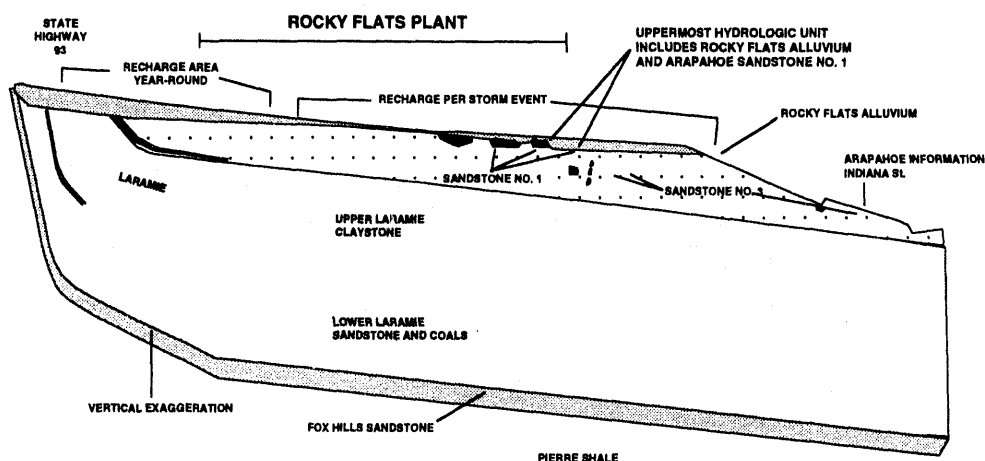 STATE
HIGHWAY
93
ROCKY FLATS PLANT
UPPERMOST HYDROLOGIC UNIT
INCLUDES ROCKY FLATS ALLUVIUM
AND ARAPAHOE SANDSTONE NO. 1
RECHARGE AREA
YEAR-ROUND
RECHARGE PER STORM EVENT
ROCKY FLATS ALLUVIUM
ARAPAHOE INFORMATION
INDIANA St.
SANDSTONE NO. 1
SANDSTONE NO. 3
LARAMIE
UPPER LARAMIE
CLAYSTONE
LOWER LARAMIE
SANDSTONE AND COALS
VERTICAL EXAGGERATION
FOX HILLS SANDSTONE
PIERRE SHALE